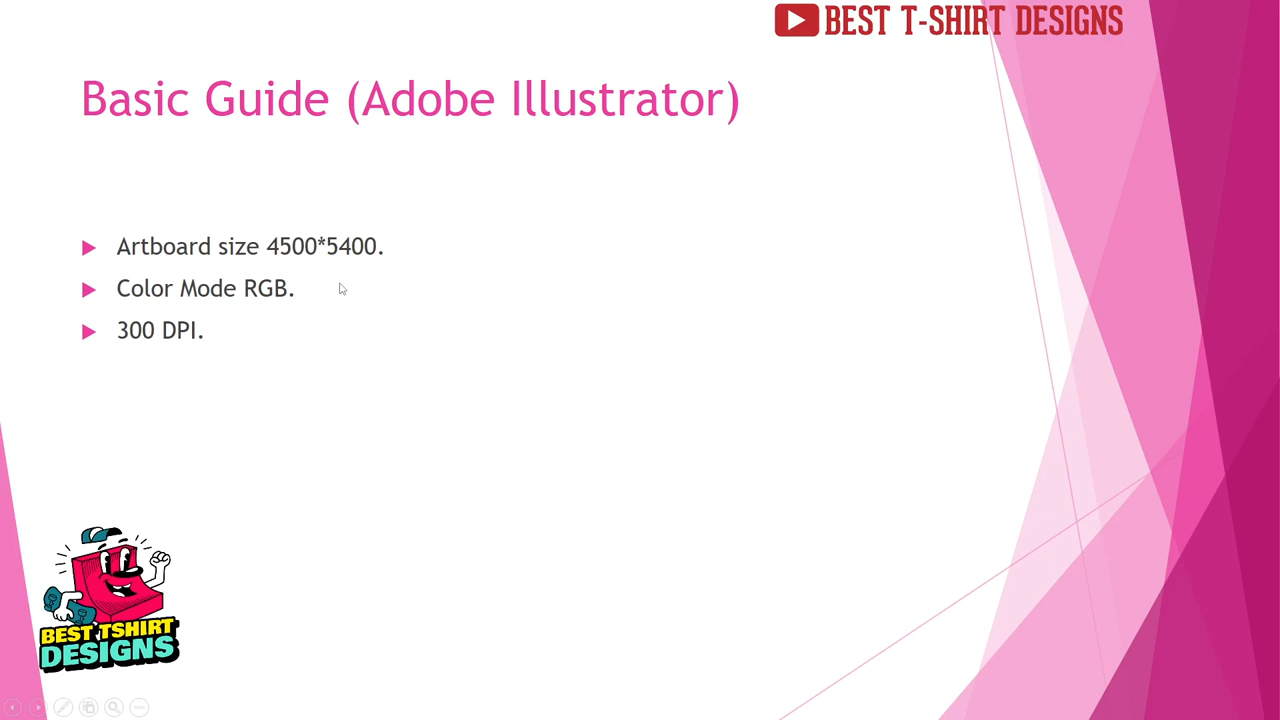 BEST T-SHIRT DESIGNS
Basic Guide (Adobe Illustrator)
Artboard size 4500*5400.
Color Mode RGB.
300 DPI.
BEST TSHIRT
DESIGNS